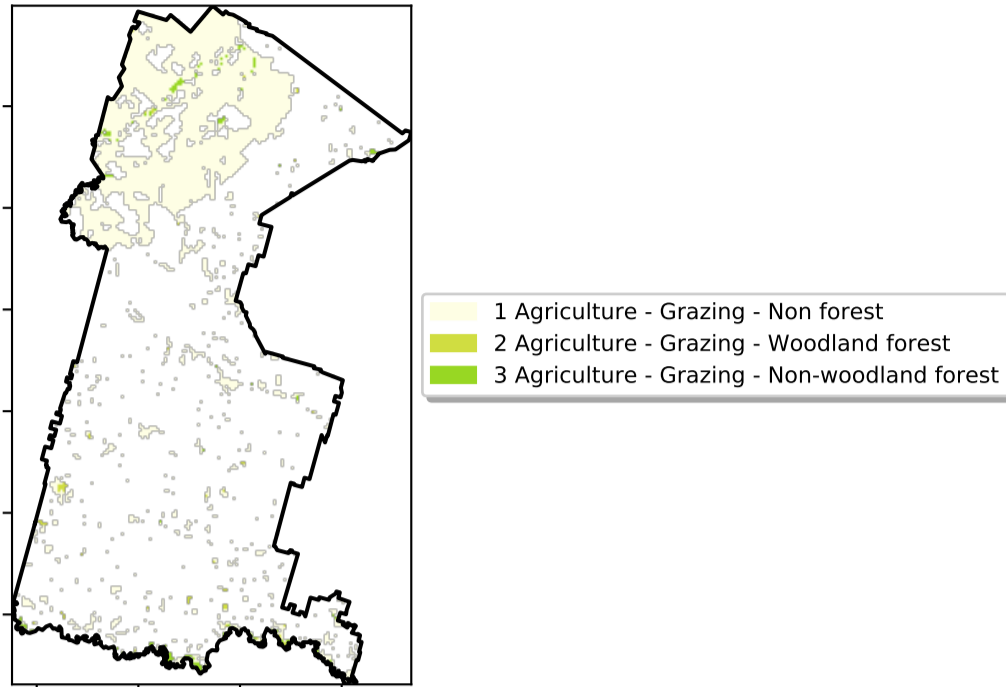 1 Agriculture - Grazing - Non forest
2 Agriculture - Grazing - Woodland forest
3 Agriculture - Grazing - Non-woodland forest